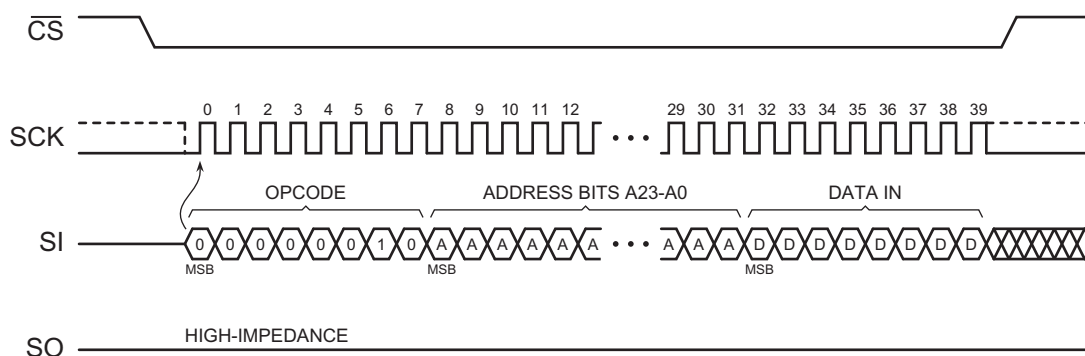 CS
0 1 2 3 4 5 6 7 8 9 10 11 12 29 30 31 32 33 34 35 36 37 38 39
SCK
OPCODE ADDRESS BITS A23-A0 DATA IN
SI 0 0 0 0 0 0 1 0 A A A A A A A A A D D D D D D D D
MSB MSB MSB
HIGH-IMPEDANCE
SO